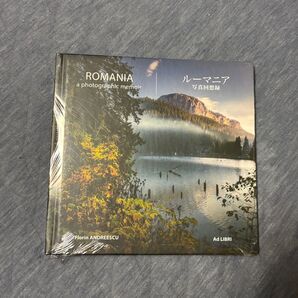 ROMANIA
a photographic memoir
ルーマニア
写真回想録
Florin ANDREESCU
Ad LIBRI